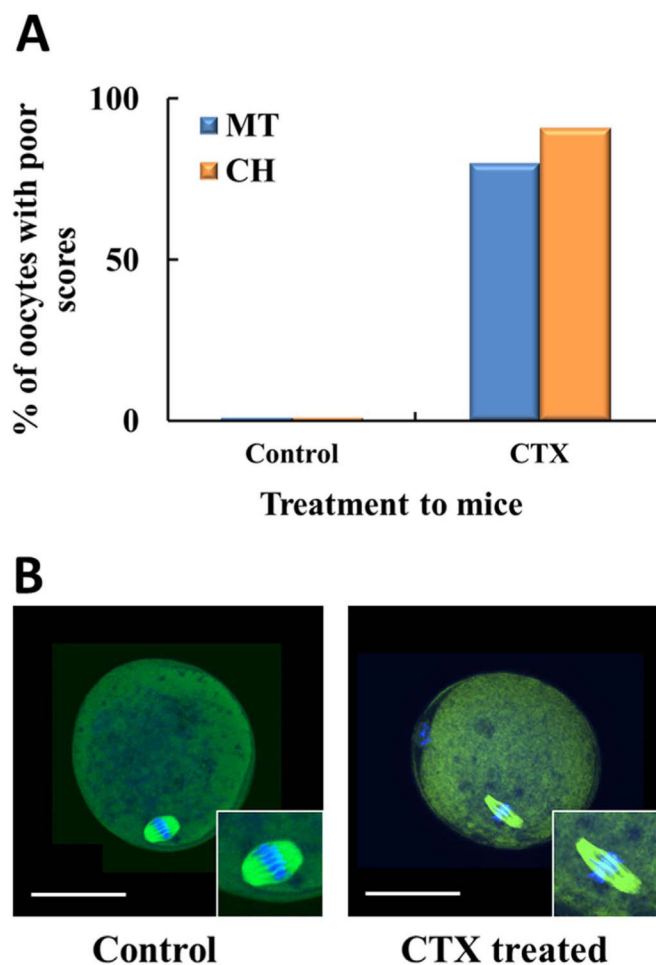 A
100
50
0
% of oocytes with poor
scores
MT
CH
Control
CTX
Treatment to mice
B
Control
CTX treated